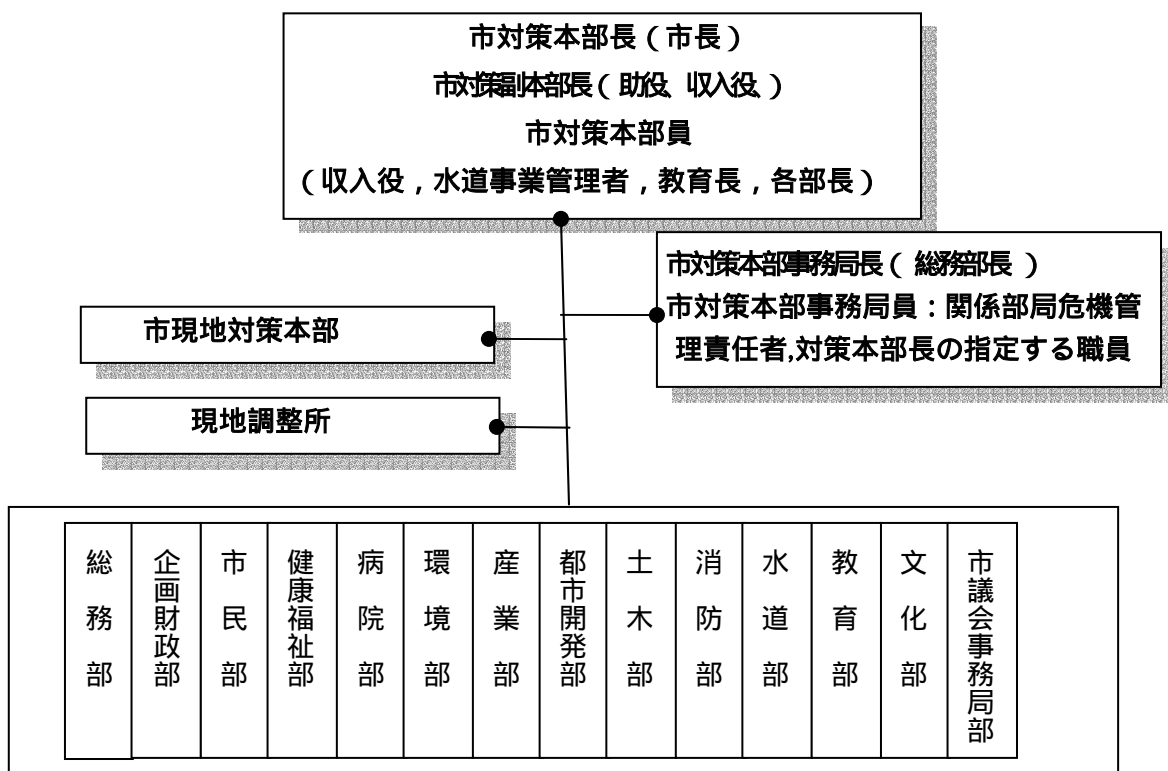 市対策本部長（市長）
市対策副本部長（助役、収入役、）
市対策本部員
（収入役，水道事業管理者，教育長，各部長）
市対策本部事務局長（総務部長）
市対策本部事務局員：関係部局危機管
理責任者,対策本部長の指定する職員
市現地対策本部
現地調整所
総務部
企画財政部
市民部
健康福祉部
病院部
環境部
産業部
都市開発部
土木部
消防部
水道部
教育部
文化部
市議会事務局部